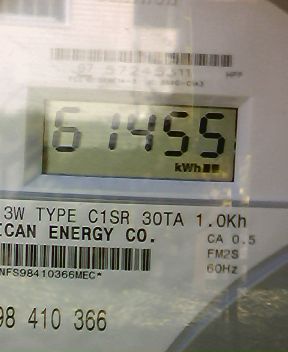 61455
kWh
3W TYPE C1SR 30TA 1.0Kh
ICAN ENERGY CO.
CA 0.5
FM2S
60Hz
NFS98410366MEC*
98 410 366